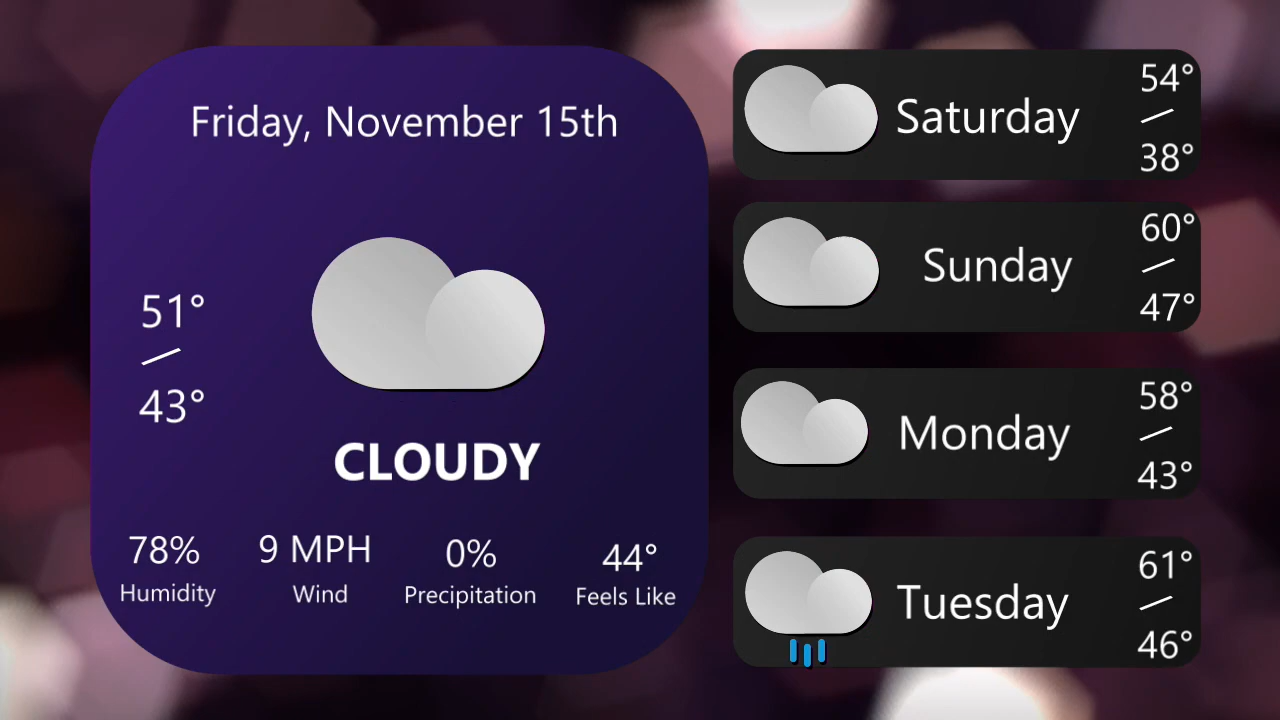 Friday, November 15th
51°
43°
CLOUDY
78%
Humidity
9 MPH
Wind
0%
Precipitation
44°
Feels Like
Saturday
54°
38°
Sunday
60°
47°
Monday
58°
43°
Tuesday
61°
46°